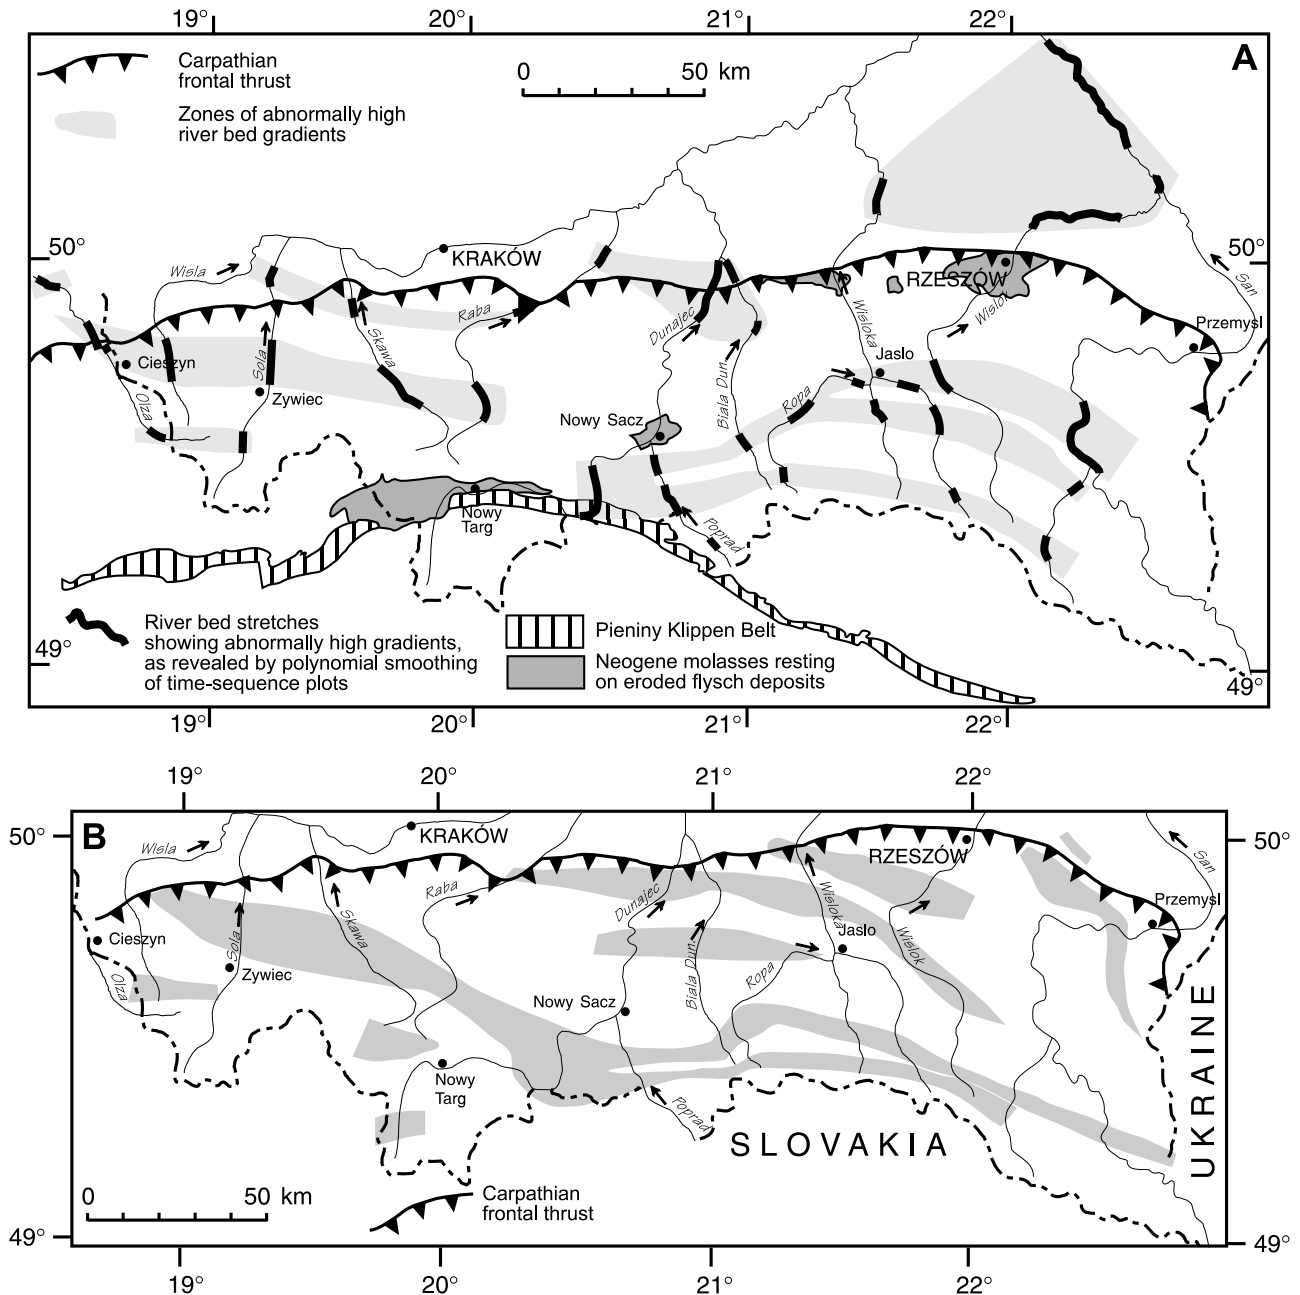 19° 20° 21° 22°
A
Carpathian
frontal thrust
0 50 km
Zones of abnormally high
river bed gradients
50° 50°
Wisla
KRAKÓW
RZESZÓW
San
Raba
Skawa
Dunajec
Wisloka
Wislok
Przemysl
Cieszyn
Sola
Jaslo
Zywiec
Olza
Biala Dun.
Ropa
Nowy Sacz
Nowy
Targ
Poprad
River bed stretches
showing abnormally high gradients,
as revealed by polynomial smoothing
of time-sequence plots
Pieniny Klippen Belt
Neogene molasses resting
on eroded flysch deposits
49° 49°
19° 20° 21° 22°
19° 20° 21° 22°
50° B 50°
Wisla
KRAKÓW
RZESZÓW
San
Raba
Skawa
Dunajec
Wisloka
Wislok
Przemysl
Cieszyn
Sola
Jaslo
Zywiec
Olza
Biala Dun.
Ropa
Nowy Sacz
Nowy
Targ
Poprad
SLOVAKIA
UKRAINE
0 50 km
Carpathian
frontal thrust
49° 49°
19° 20° 21° 22°